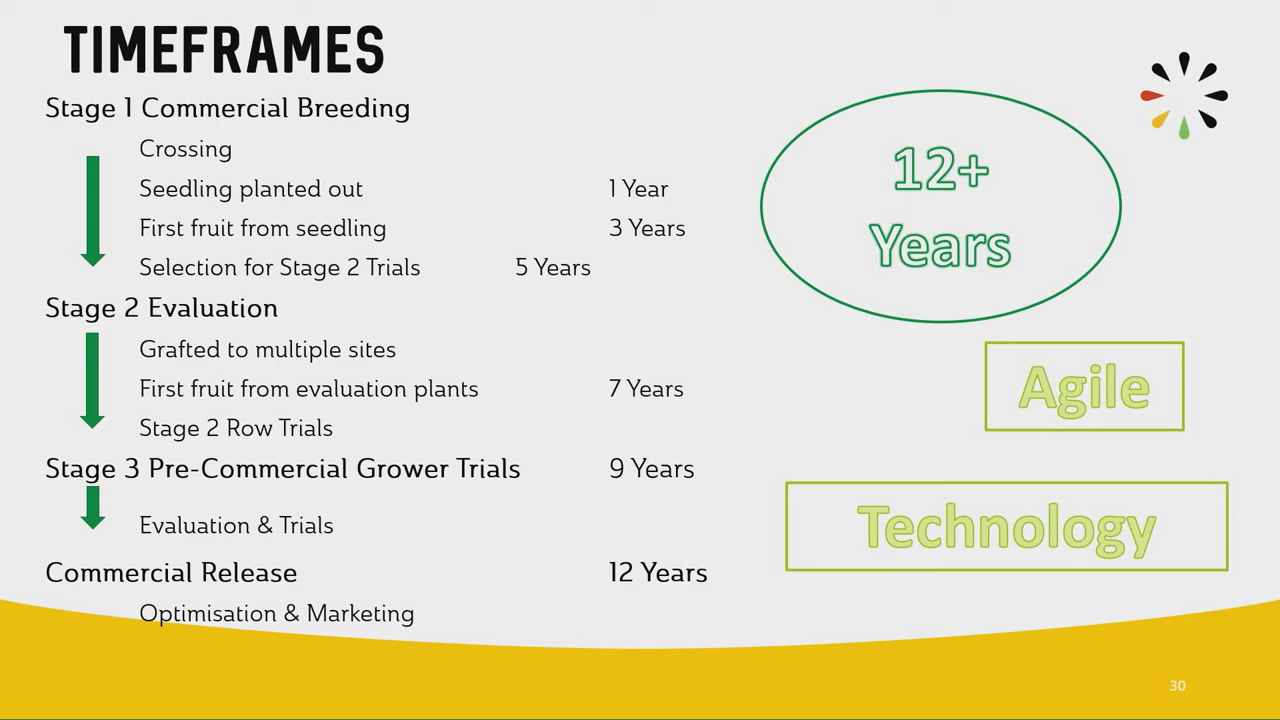 TIMEFRAMES
Stage 1 Commercial Breeding
Crossing
Seedling planted out 1 Year
First fruit from seedling 3 Years
Selection for Stage 2 Trials 5 Years
Stage 2 Evaluation
Grafted to multiple sites
First fruit from evaluation plants 7 Years
Stage 2 Row Trials
Stage 3 Pre-Commercial Grower Trials 9 Years
Evaluation & Trials
Commercial Release 12 Years
Optimisation & Marketing
12+
Years
Agile
Technology
30